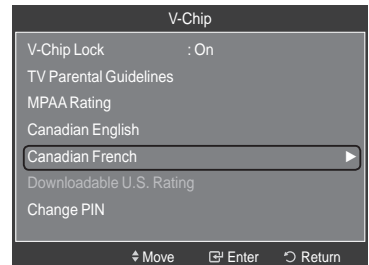 V-Chip
V-Chip Lock : On
TV Parental Guidelines
MPAA Rating
Canadian English
Canadian French
Downloadable U.S. Rating
Change PIN
Move Enter Return